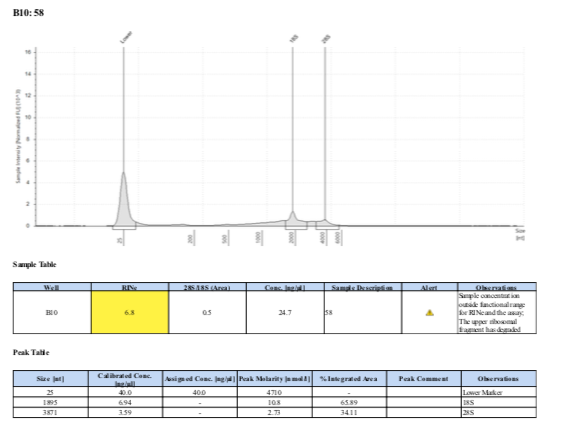 B10: 58
Lower
18S
28S
Sample Intensity [Normalized FU] (10^3)
16
14
12
10
8
6
4
2
0
25
200
500
1000
2000
4000
6000
Size
[nt]
Sample Table
Well RINe 28S/18S (Area) Conc. [ng/µl] Sample Description Alert Observations
B10 6.8 0.5 24.7 58
Sample concentration
outside functional range
for RINe and the assay;
The upper ribosomal
fragment has degraded
Peak Table
Size [nt] Calibrated Conc. [ng/µl] Assigned Conc. [ng/µl] Peak Molarity [nmol/l] % Integrated Area Peak Comment Observations
25 40.0 40.0 4710 - Lower Marker
1895 6.94 - 10.8 65.89 18S
3871 3.59 - 2.73 34.11 28S